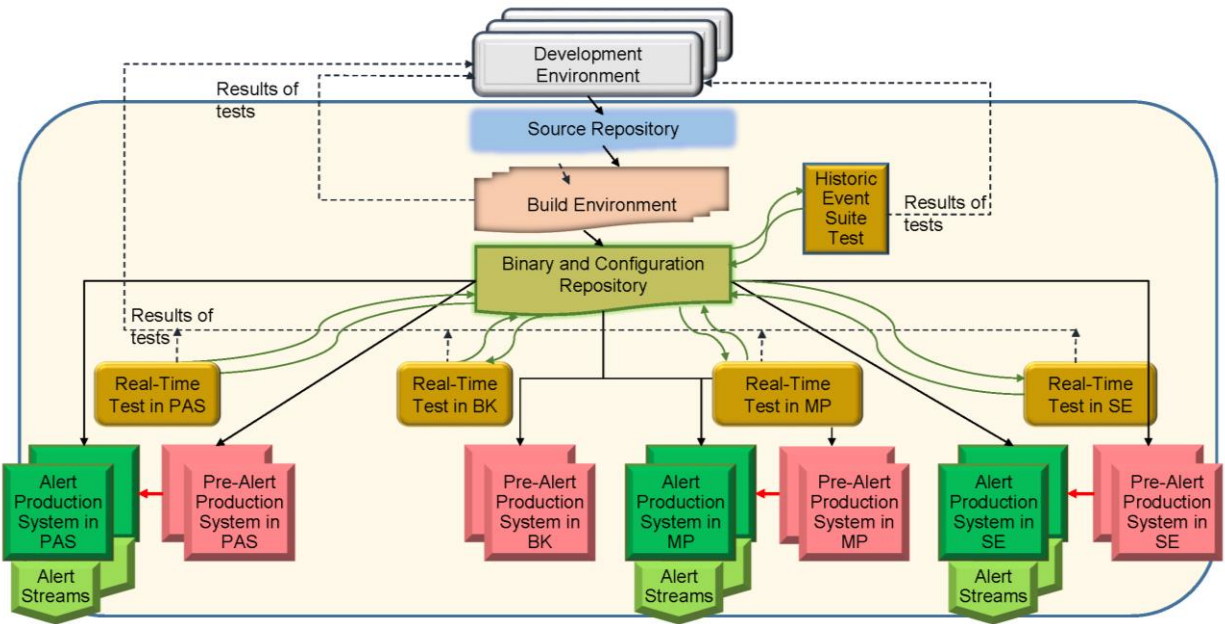 Development
Environment
Results of
tests
Source Repository
Build Environment
Historic
Event
Suite
Test
Results of
tests
Binary and Configuration
Repository
Results of
tests
Real-Time
Test in PAS
Real-Time
Test in BK
Real-Time
Test in MP
Real-Time
Test in SE
Alert
Production
System in
PAS
Pre-Alert
Production
System in
PAS
Pre-Alert
Production
System in
BK
Alert
Production
System in
MP
Pre-Alert
Production
System in
MP
Alert
Production
System in
SE
Pre-Alert
Production
System in
SE
Alert
Streams
Alert
Streams
Alert
Streams